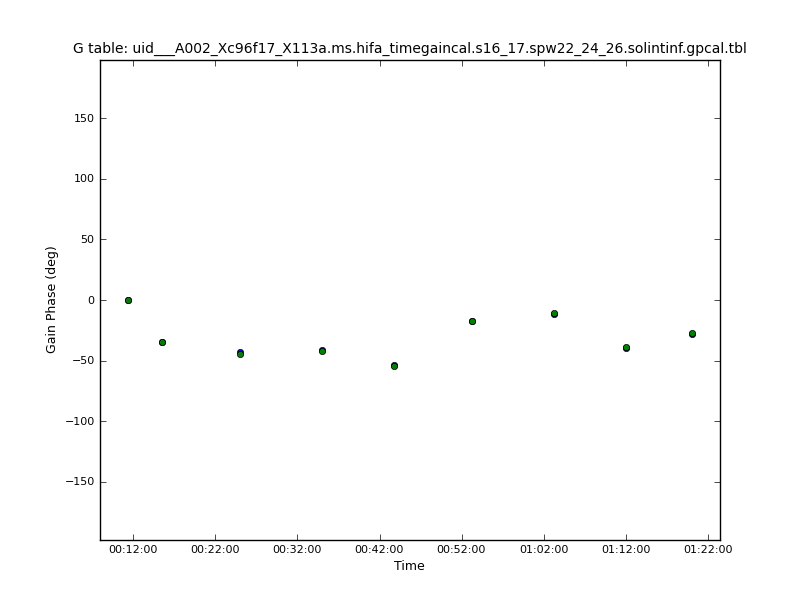 G table: uid___A002_Xc96f17_X113a.ms.hifa_timegaincal.s16_17.spw22_24_26.solintinf.gpcal.tbl
150
100
50
0
−50
−100
−150
Gain Phase (deg)
00:12:00 00:22:00 00:32:00 00:42:00 00:52:00 01:02:00 01:12:00 01:22:00
Time